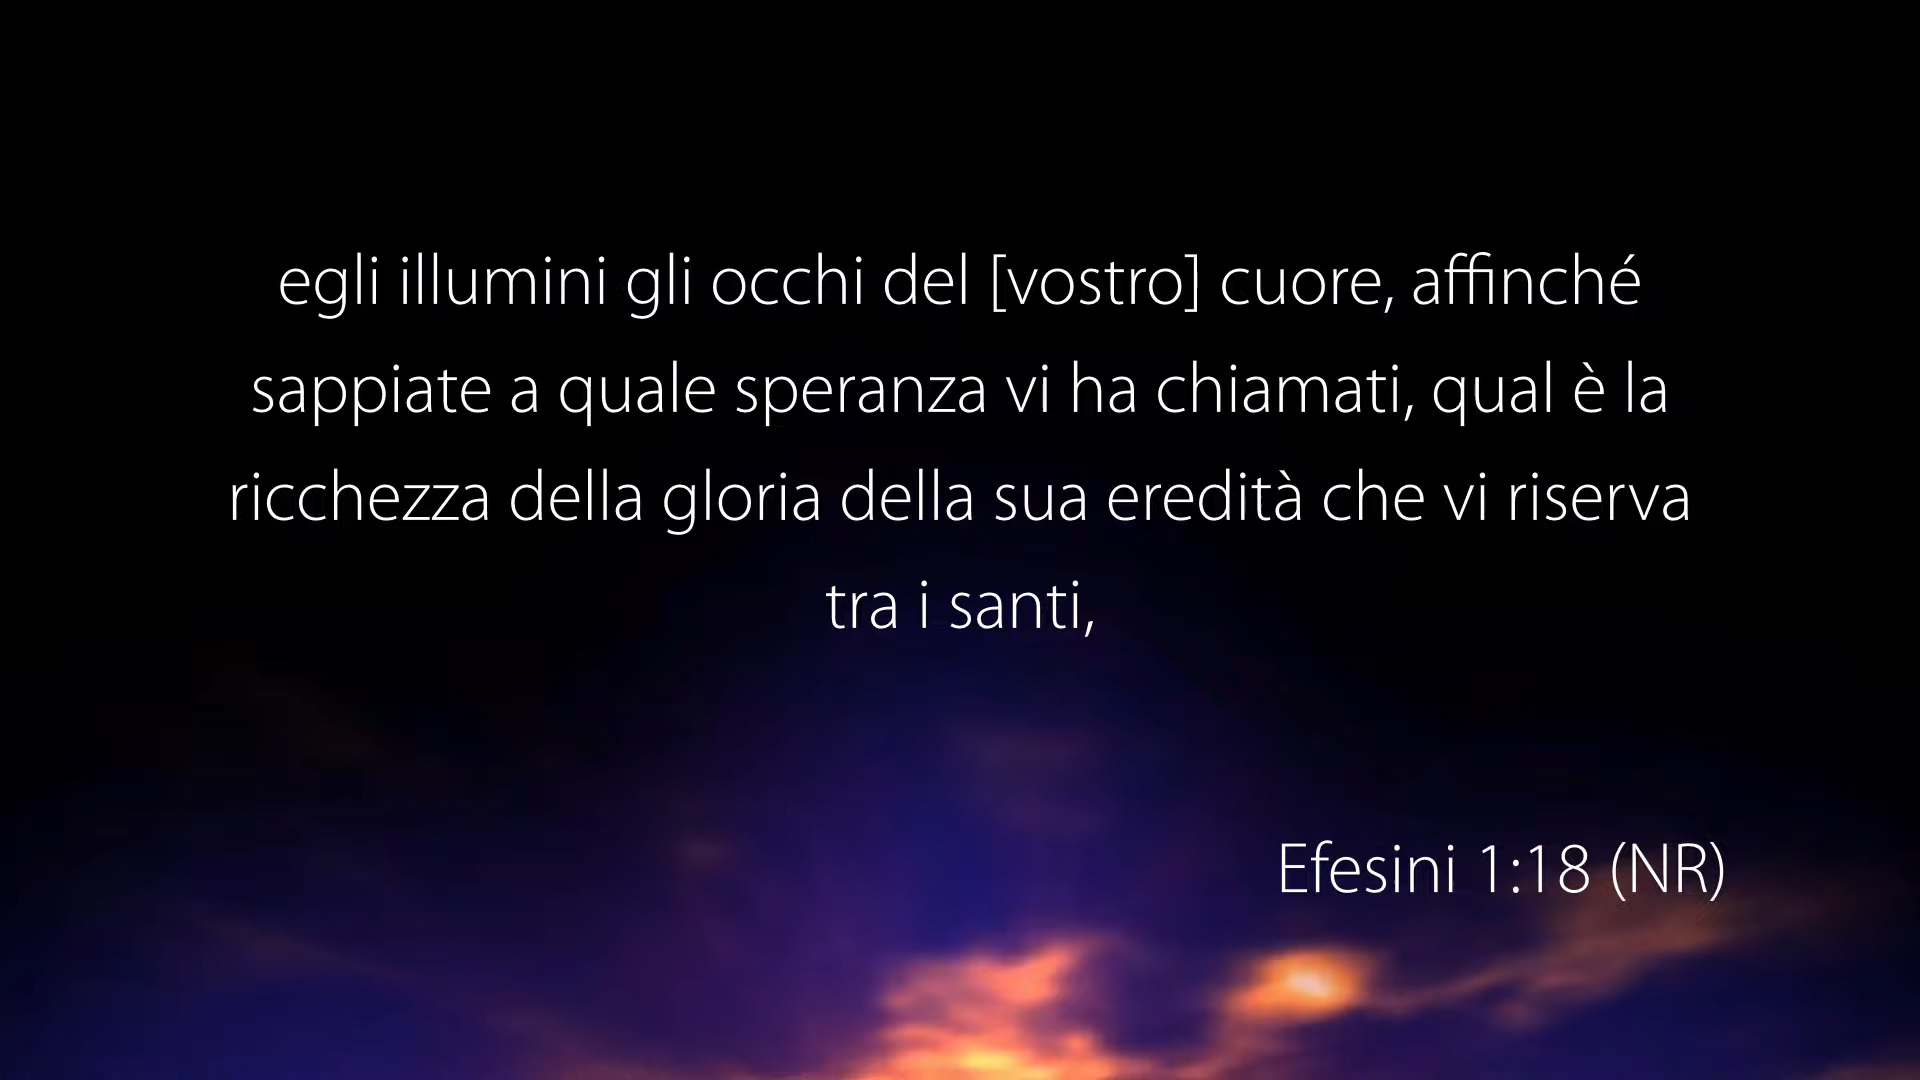 egli illumini gli occhi del [vostro] cuore, affinché
sappiate a quale speranza vi ha chiamati, qual è la
ricchezza della gloria della sua eredità che vi riserva
tra i santi,
Efesini 1:18 (NR)